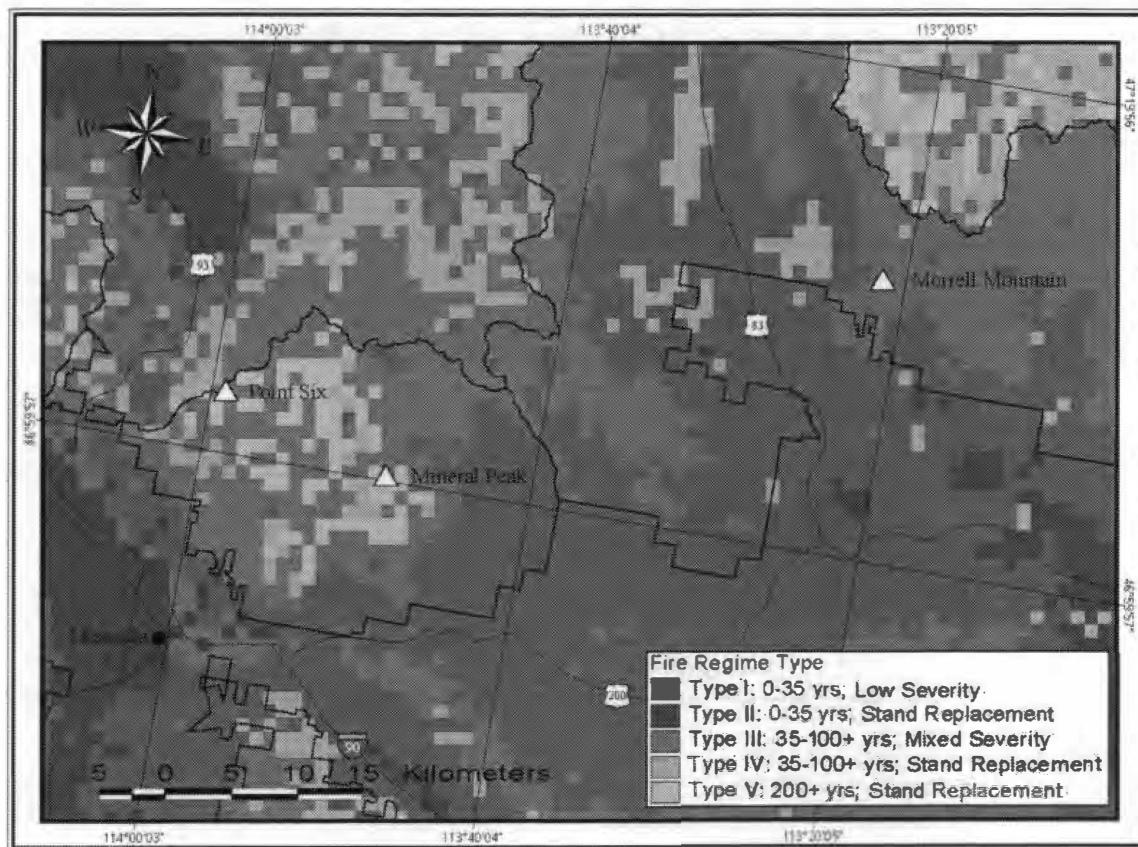 114°00'03"
113°40'04"
113°20'05"
47°19'56"
N
W
E
S
93
Morrell Mountain
83
Point Six
46°59'57"
Mineral Peak
46°59'57"
Fire Regime Type
Type I: 0-35 yrs; Low Severity
Type II: 0-35 yrs; Stand Replacement
Type III: 35-100+ yrs; Mixed Severity
Type IV: 35-100+ yrs; Stand Replacement
Type V: 200+ yrs; Stand Replacement
200
90
5 0 5 10 15 Kilometers
114°00'03"
113°40'04"
113°20'05"